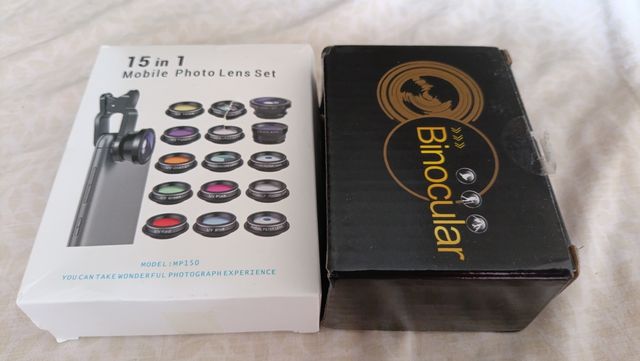 15 in 1
Mobile Photo Lens Set
MODEL:MP150
YOU CAN TAKE WONDERFUL PHOTOGRAPH EXPERIENCE
Binocular